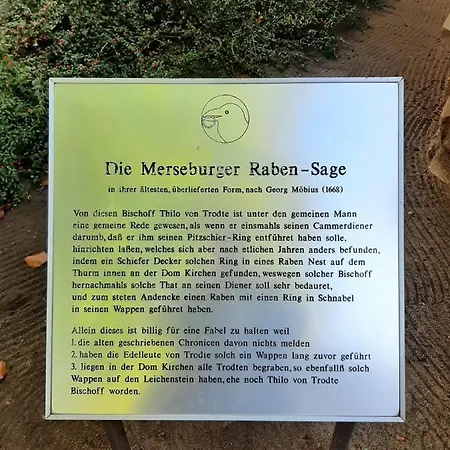 Die Merseburger Raben-Sage
in ihrer ältesten, überlieferten Form, nach Georg Möbius (1668)
Von diesen Bischoff Thilo von Trodte ist unter den gemeinen Mann
eine gemeine Rede gewesen, als wenn er einsmahls seinen Cammerdiener
darumb, daß er ihm seinen Pitzschier-Ring entführet haben solle,
hinrichten laßen, welches sich aber nach etlichen Jahren anders befunden,
indem ein Schiefer Decker solchen Ring in eines Raben Nest auf dem
Thurm innen an der Dom Kirchen gefunden, weswegen solcher Bischoff
hernachmahls solche That an seinen Diener soll sehr bedauret,
und zum steten Andencke einen Raben mit einen Ring in Schnabel
in seinen Wappen geführet haben.
Allein dieses ist billig für eine Fabel zu halten weil
1. die alten geschriebenen Chronicen davon nichts melden
2. haben die Edelleute von Trodte solch ein Wappen lang zuvor geführt
3. liegen in der Dom Kirchen alle Trodten begraben, so ebenfallß solch
Wappen auf den Leichenstein haben, ehe noch Thilo von Trodte
Bischoff worden.